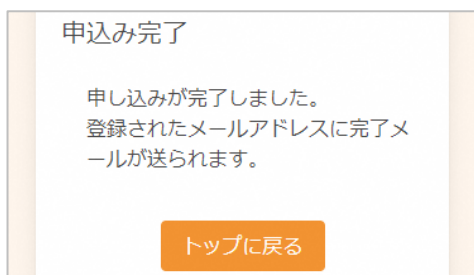 申込み完了
申し込みが完了しました。
登録されたメールアドレスに完了メ
ールが送られます。
トップに戻る